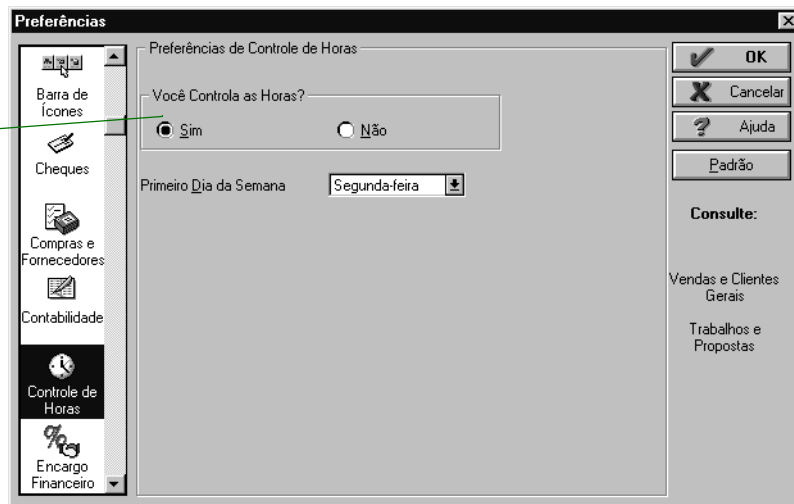 Preferências
Barra de
Ícones
Cheques
Compras e
Fornecedores
Contabilidade
Controle de
Horas
Encargo
Financeiro
Preferências de Controle de Horas
Você Controla as Horas?
Sim
Não
Primeiro Dia da Semana
Segunda-feira
OK
Cancelar
Ajuda
Padrão
Consulte:
Vendas e Clientes
Gerais
Trabalhos e
Propostas